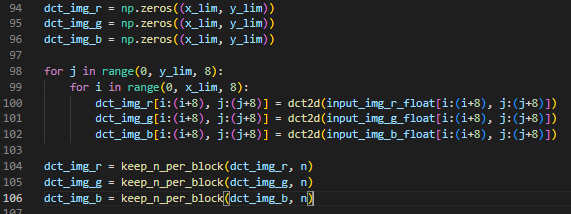 94 dct_img_r = np.zeros((x_lim, y_lim))
95 dct_img_g = np.zeros((x_lim, y_lim))
96 dct_img_b = np.zeros((x_lim, y_lim))
97
98 for j in range(0, y_lim, 8):
99     for i in range(0, x_lim, 8):
100         dct_img_r[i:(i+8), j:(j+8)] = dct2d(input_img_r_float[i:(i+8), j:(j+8)])
101         dct_img_g[i:(i+8), j:(j+8)] = dct2d(input_img_g_float[i:(i+8), j:(j+8)])
102         dct_img_b[i:(i+8), j:(j+8)] = dct2d(input_img_b_float[i:(i+8), j:(j+8)])
103
104 dct_img_r = keep_n_per_block(dct_img_r, n)
105 dct_img_g = keep_n_per_block(dct_img_g, n)
106 dct_img_b = keep_n_per_block(dct_img_b, n)
107